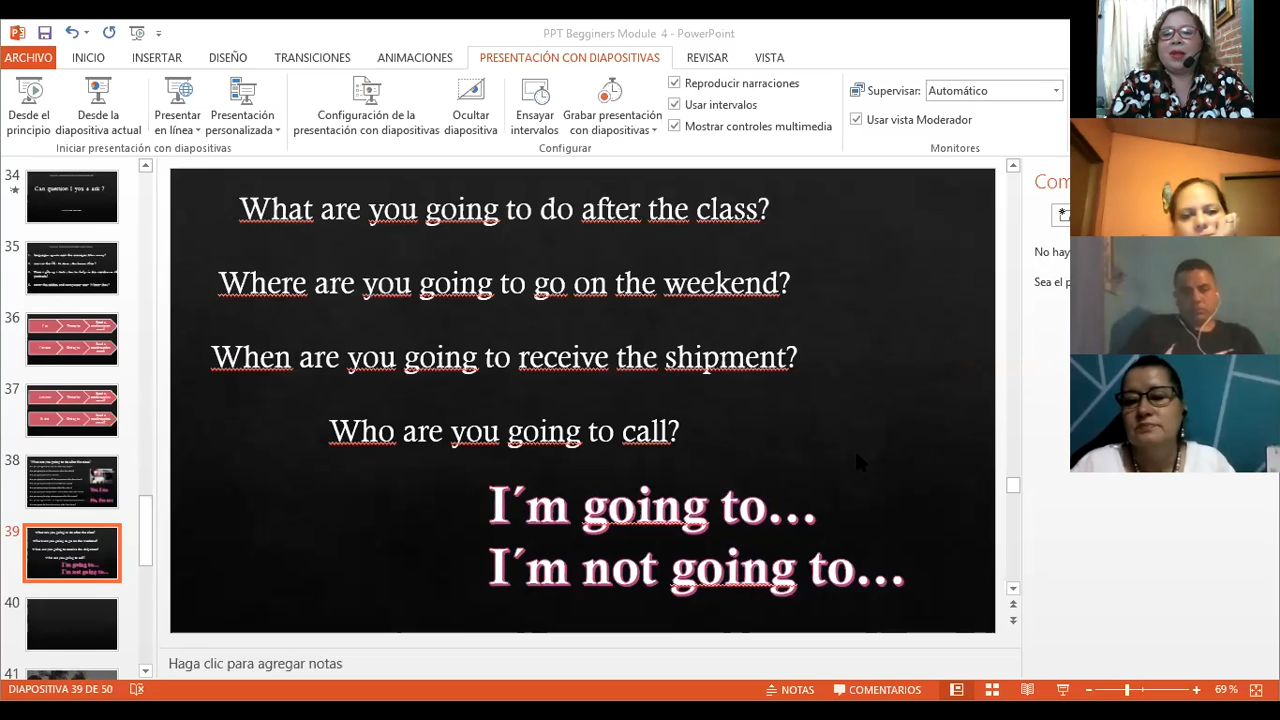 PPT Begginers Module 4 - PowerPoint
ARCHIVO INICIO INSERTAR DISEÑO TRANSICIONES ANIMACIONES PRESENTACIÓN CON DIAPOSITIVAS REVISAR VISTA
Desde el principio
Desde la diapositiva actual
Presentar en línea
Presentación personalizada
Iniciar presentación con diapositivas
Configuración de la presentación con diapositivas
Ocultar diapositiva
Ensayar intervalos
Grabar presentación con diapositivas
Reproducir narraciones
Usar intervalos
Mostrar controles multimedia
Configurar
Supervisar: Automático
Usar vista Moderador
Monitores
34
Can question I you a ask ?
35
36
37
38
39
40
41
What are you going to do after the class?
Where are you going to go on the weekend?
When are you going to receive the shipment?
Who are you going to call?
I´m going to...
I´m not going to...
Com
No hay
Sea el p
Haga clic para agregar notas
DIAPOSITIVA 39 DE 50
NOTAS
COMENTARIOS
69 %